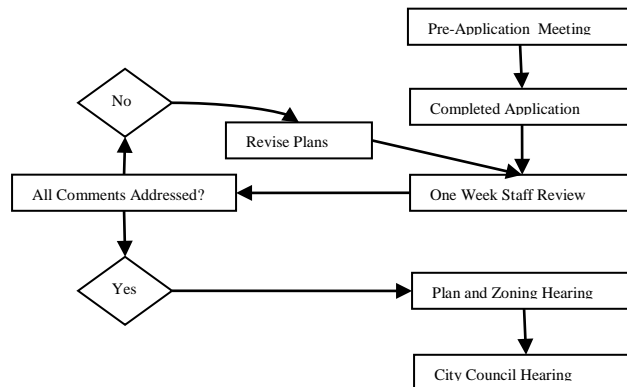 Pre-Application Meeting
No
Completed Application
Revise Plans
All Comments Addressed?
One Week Staff Review
Yes
Plan and Zoning Hearing
City Council Hearing